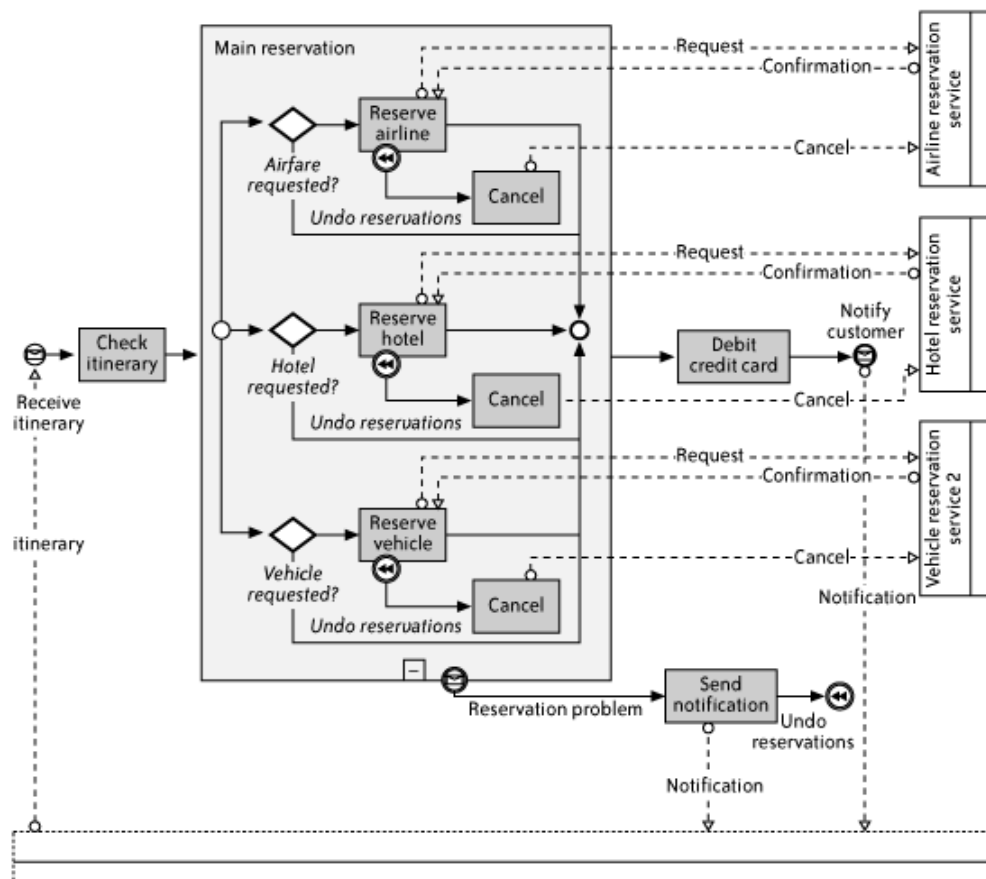 Main reservation
Request
Confirmation
Reserve
airline
Airfare
requested?
Cancel
Cancel
Undo reservations
Airline reservation
service
Request
Confirmation
Reserve
hotel
Hotel
requested?
Cancel
Cancel
Undo reservations
Hotel reservation
service
Check
itinerary
Receive
itinerary
itinerary
Debit
credit card
Notify
customer
Request
Confirmation
Reserve
vehicle
Vehicle
requested?
Cancel
Cancel
Undo reservations
Vehicle reservation
service 2
Notification
Reservation problem
Send
notification
Undo
reservations
Notification